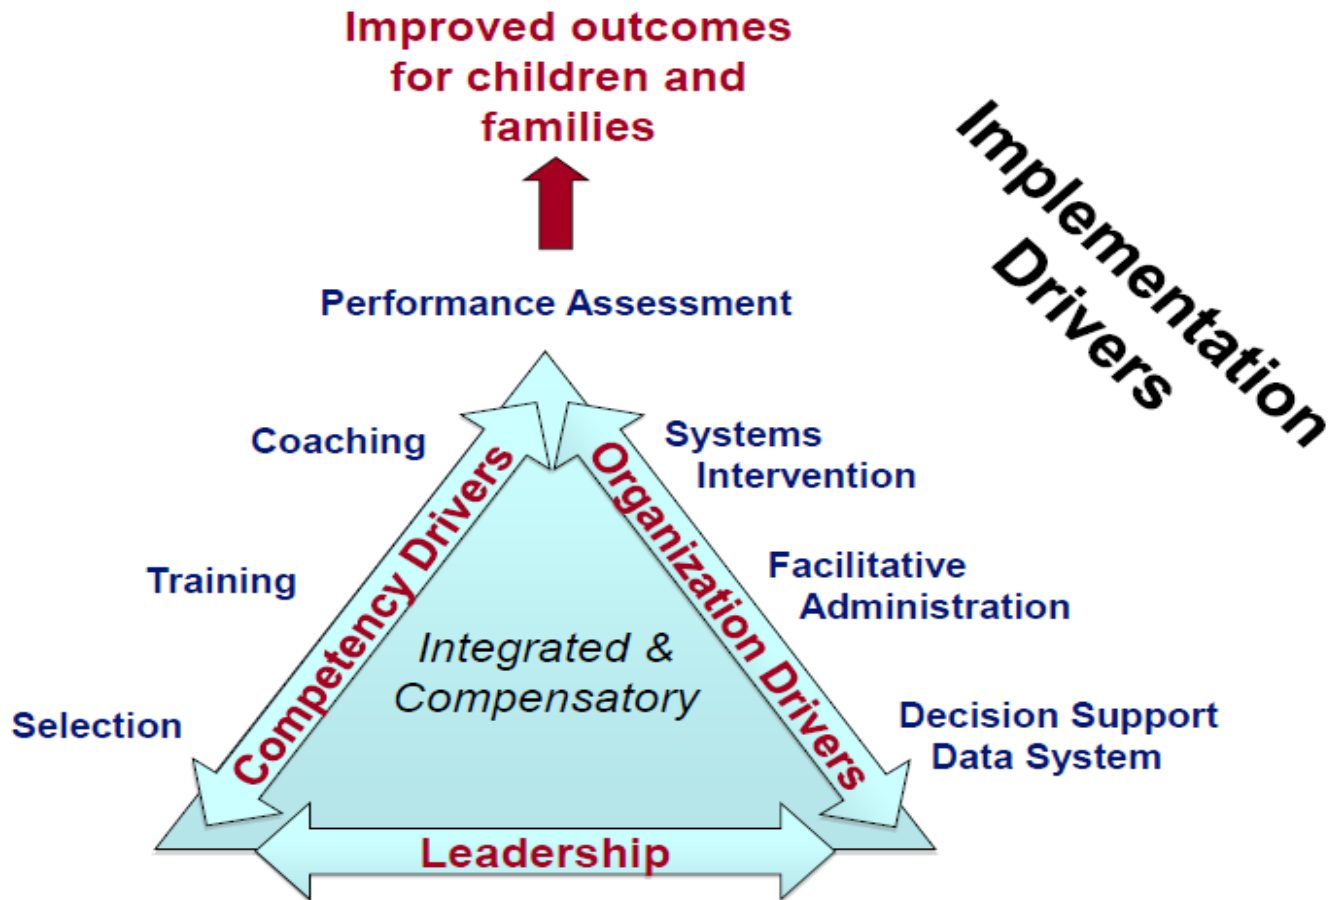 Improved outcomes
for children and
families
Implementation
Drivers
Performance Assessment
Coaching
Systems
Intervention
Training
Facilitative
Administration
Selection
Decision Support
Data System
Competency Drivers
Organization Drivers
Integrated &
Compensatory
Leadership